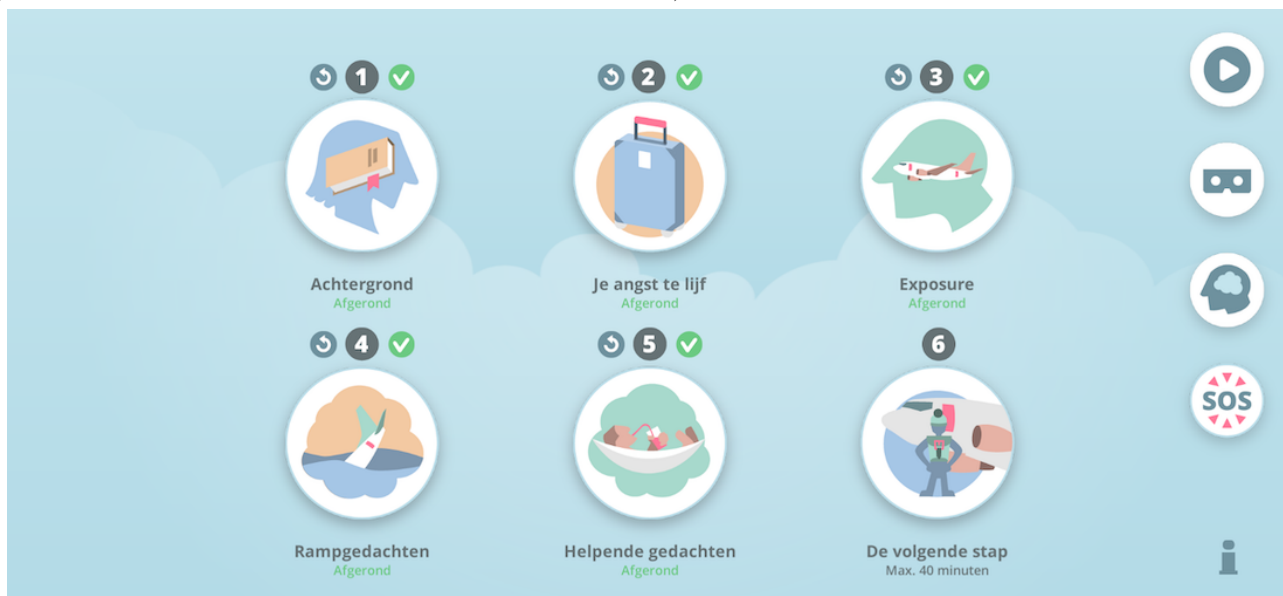 1 2 3
Achtergrond Je angst te lijf Exposure
Afgerond Afgerond Afgerond
4 5 6
Rampgedachten Helpende gedachten De volgende stap
Afgerond Afgerond Max. 40 minuten
SOS
i